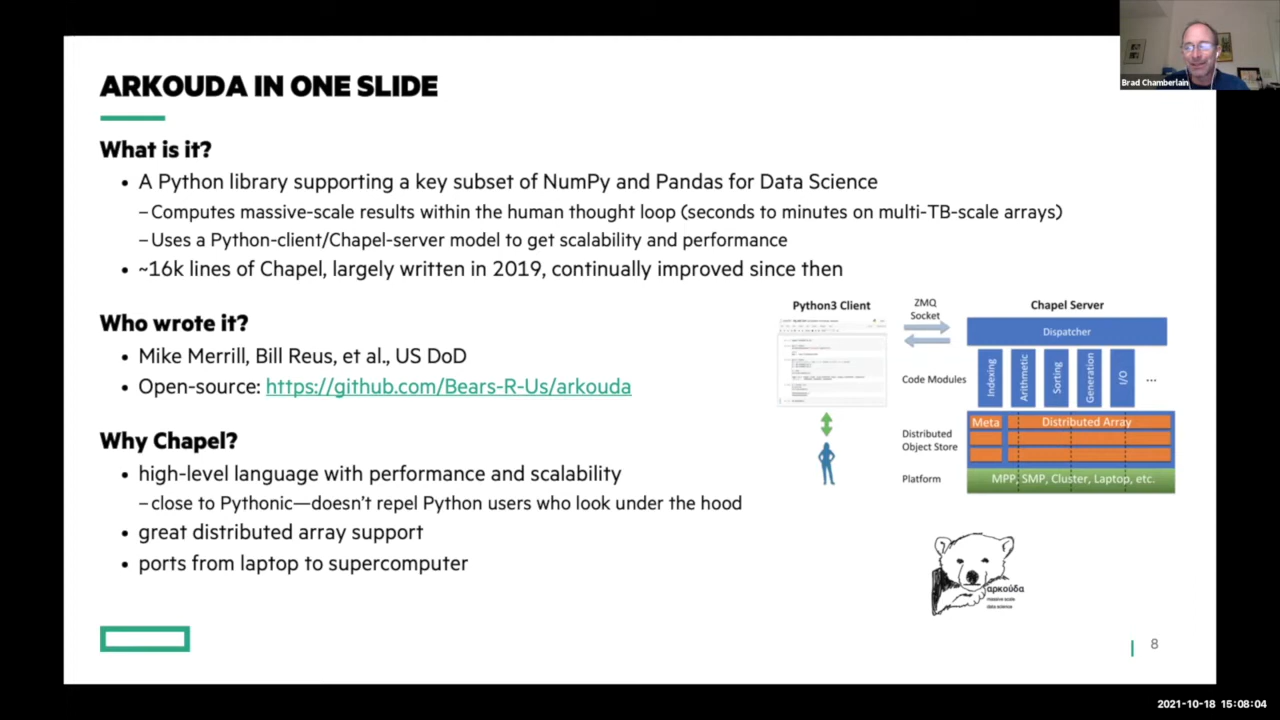 Brad Chamberlain
ARKOUDA IN ONE SLIDE
What is it?
• A Python library supporting a key subset of NumPy and Pandas for Data Science
– Computes massive-scale results within the human thought loop (seconds to minutes on multi-TB-scale arrays)
– Uses a Python-client/Chapel-server model to get scalability and performance
• ~16k lines of Chapel, largely written in 2019, continually improved since then
Who wrote it?
• Mike Merrill, Bill Reus, et al., US DoD
• Open-source: https://github.com/Bears-R-Us/arkouda
Why Chapel?
• high-level language with performance and scalability
– close to Pythonic—doesn’t repel Python users who look under the hood
• great distributed array support
• ports from laptop to supercomputer
Python3 Client
ZMQ
Socket
Chapel Server
Dispatcher
Code Modules
Indexing
Arithmetic
Sorting
Generation
I/O
...
Distributed
Object Store
Meta
Distributed Array
Platform
MPP, SMP, Cluster, Laptop, etc.
αρκούδα
massive scale
data science
8
2021-10-18 15:08:04